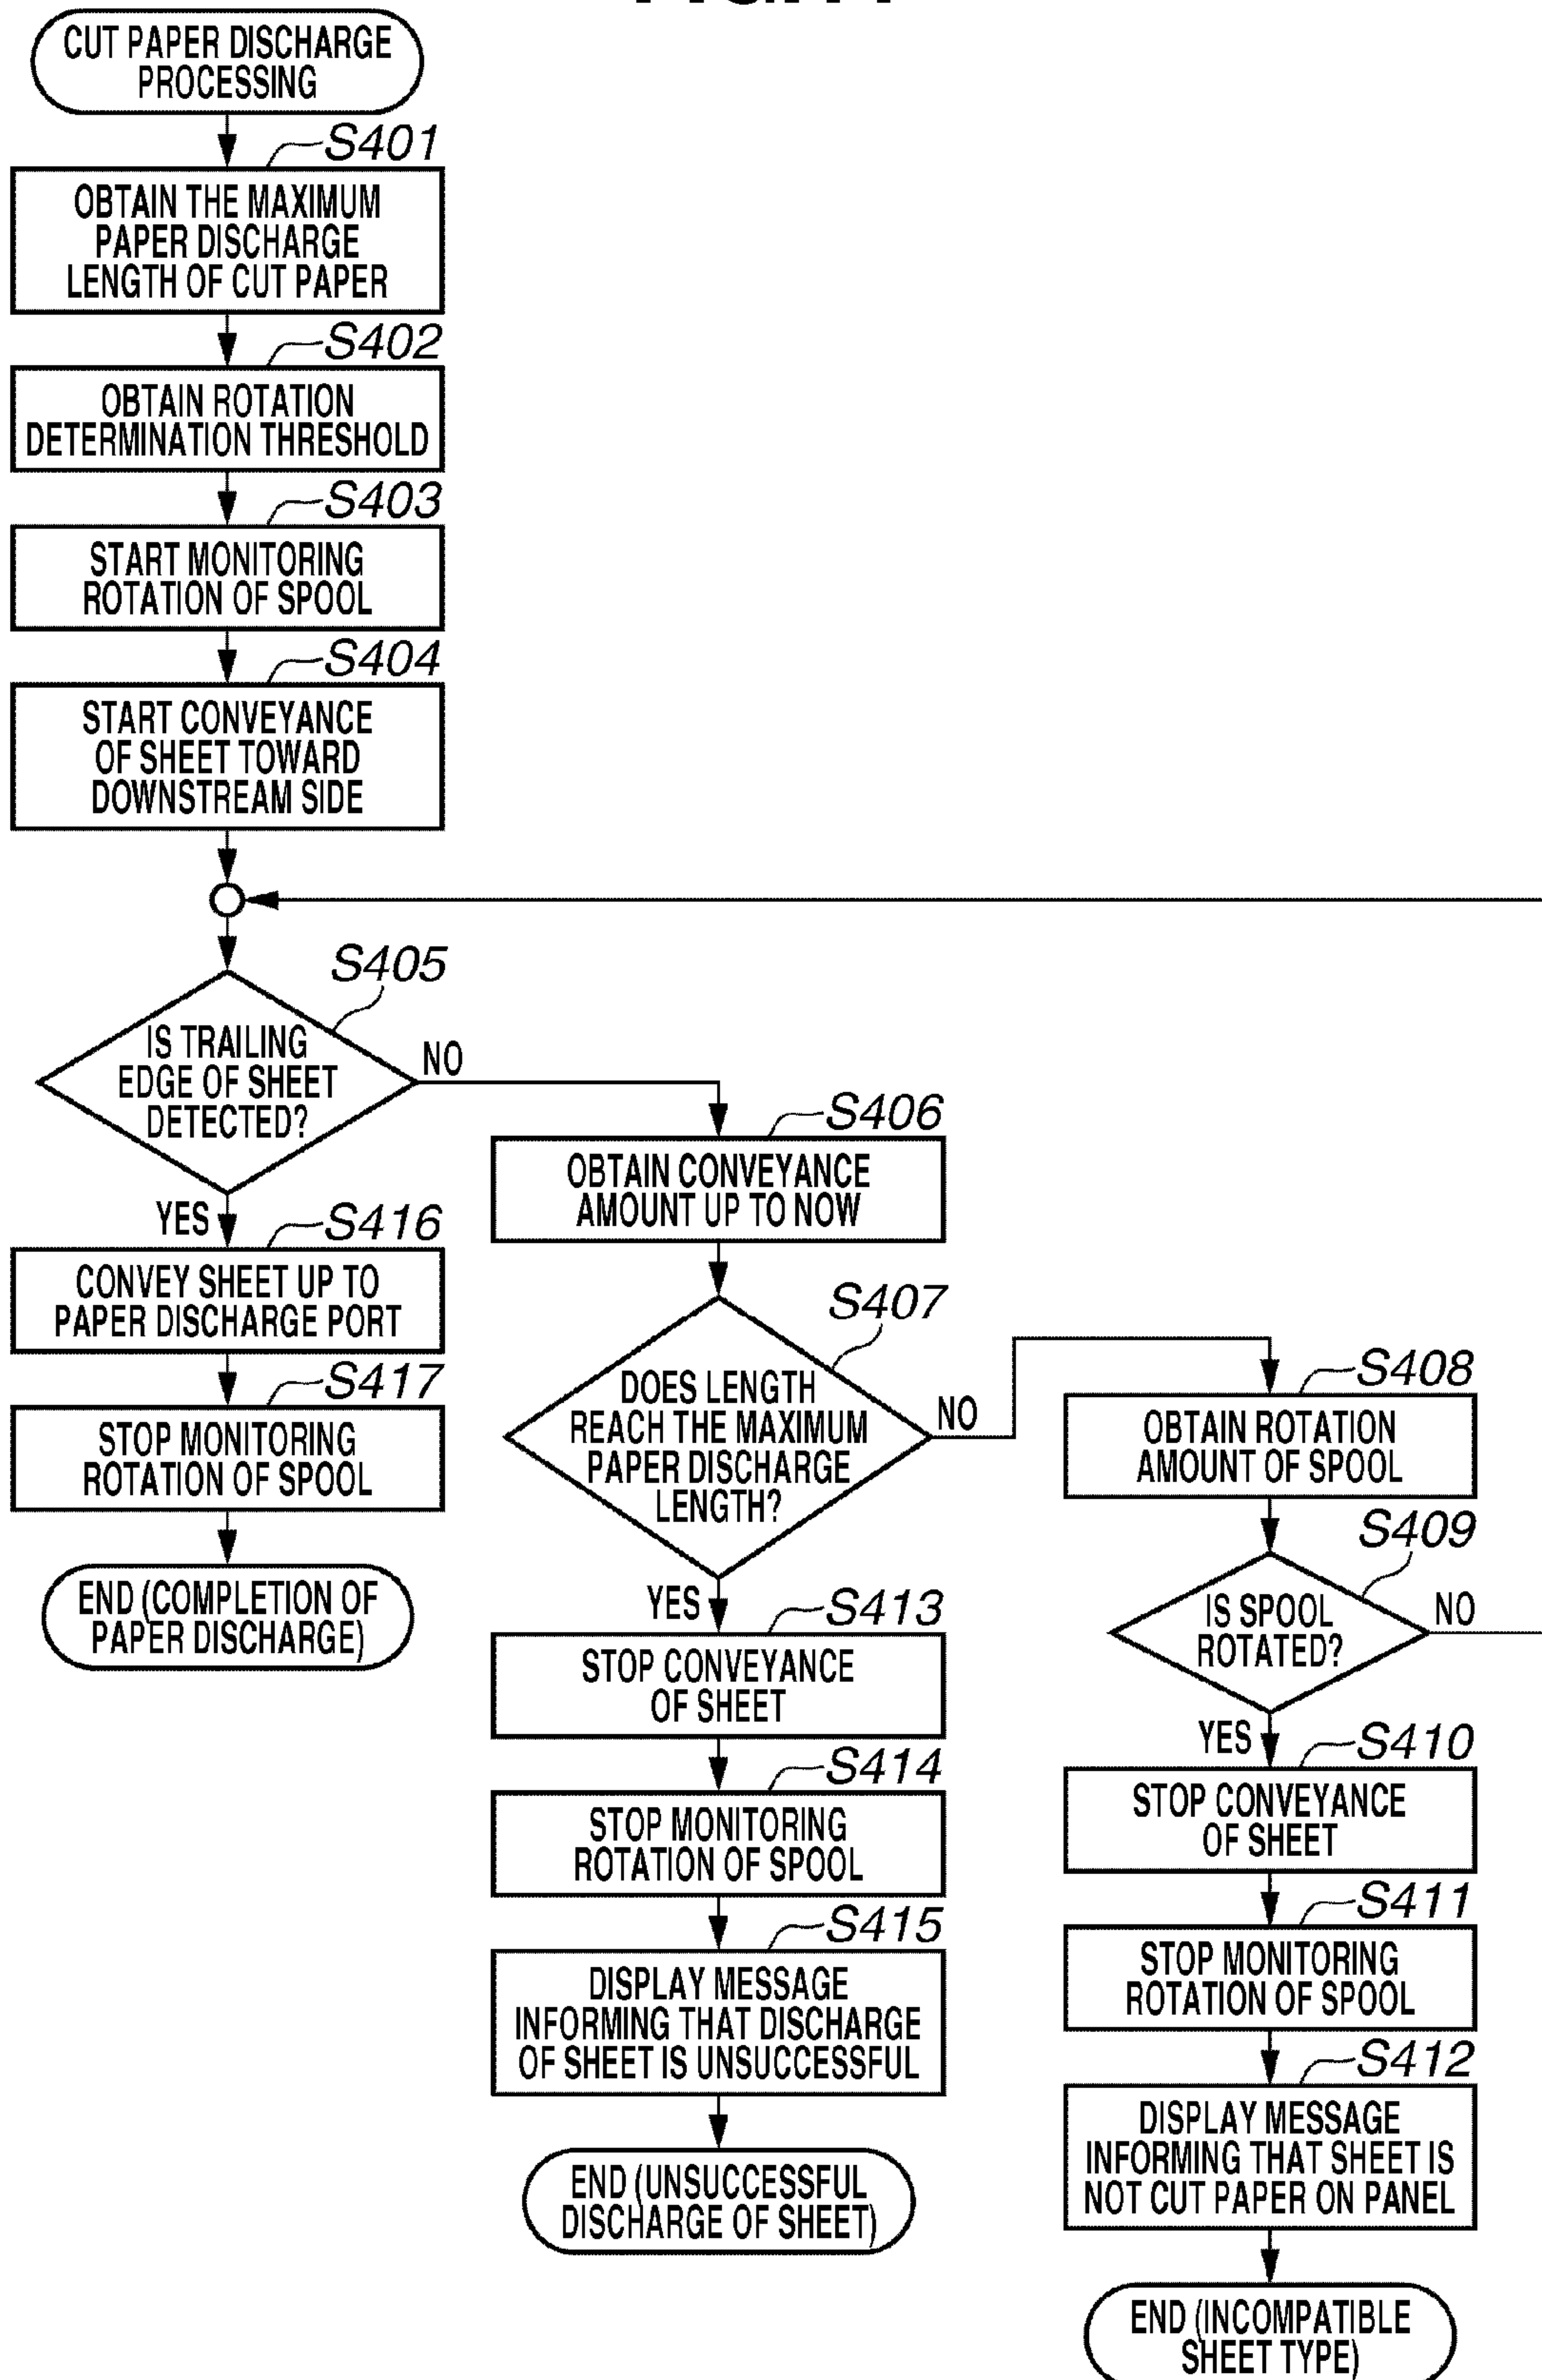 CUT PAPER DISCHARGE
PROCESSING
S401
OBTAIN THE MAXIMUM
PAPER DISCHARGE
LENGTH OF CUT PAPER
S402
OBTAIN ROTATION
DETERMINATION THRESHOLD
S403
START MONITORING
ROTATION OF SPOOL
S404
START CONVEYANCE
OF SHEET TOWARD
DOWNSTREAM SIDE
S405
IS TRAILING
EDGE OF SHEET
DETECTED?
NO
YES
S416
CONVEY SHEET UP TO
PAPER DISCHARGE PORT
S417
STOP MONITORING
ROTATION OF SPOOL
END (COMPLETION OF
PAPER DISCHARGE)
S406
OBTAIN CONVEYANCE
AMOUNT UP TO NOW
S407
DOES LENGTH
REACH THE MAXIMUM
PAPER DISCHARGE
LENGTH?
NO
YES
S413
STOP CONVEYANCE
OF SHEET
S414
STOP MONITORING
ROTATION OF SPOOL
S415
DISPLAY MESSAGE
INFORMING THAT DISCHARGE
OF SHEET IS UNSUCCESSFUL
END (UNSUCCESSFUL
DISCHARGE OF SHEET)
S408
OBTAIN ROTATION
AMOUNT OF SPOOL
S409
IS SPOOL
ROTATED?
NO
YES
S410
STOP CONVEYANCE
OF SHEET
S411
STOP MONITORING
ROTATION OF SPOOL
S412
DISPLAY MESSAGE
INFORMING THAT SHEET IS
NOT CUT PAPER ON PANEL
END (INCOMPATIBLE
SHEET TYPE)